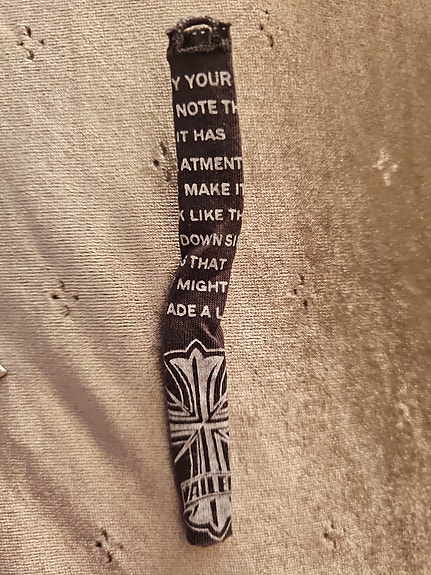 Y YOUR
NOTE TH
IT HAS
ATMENT
MAKE IT
K LIKE TH
DOWN SI
THAT
MIGHT
ADE A L